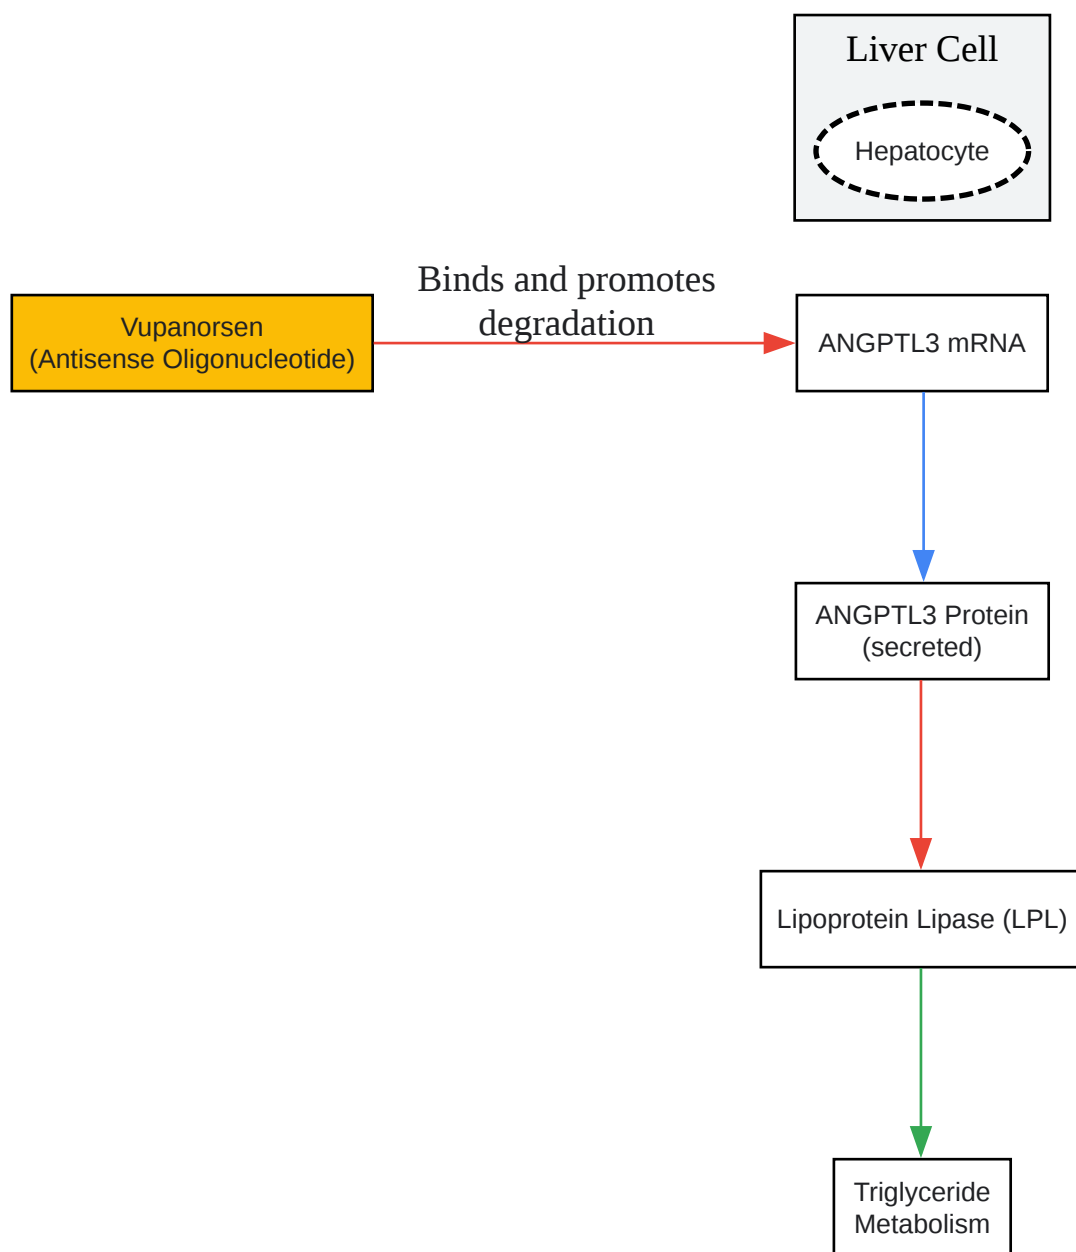 Liver Cell
Hepatocyte
Binds and promotes
degradation
Vupanorsen
(Antisense Oligonucleotide)
ANGPTL3 mRNA
ANGPTL3 Protein
(secreted)
Lipoprotein Lipase (LPL)
Triglyceride
Metabolism